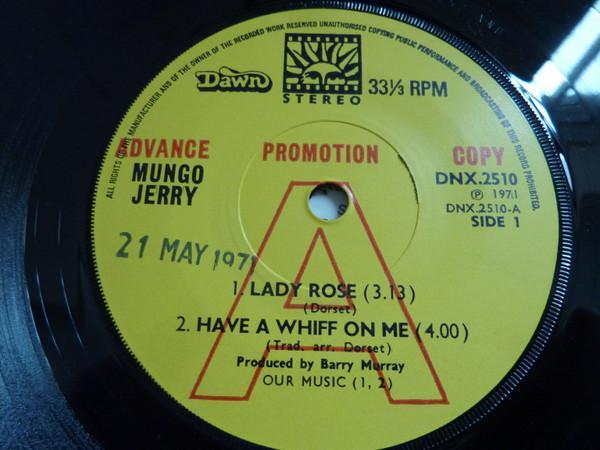 ALL RIGHTS OF THE MANUFACTURER AND OF THE OWNER OF THE RECORDED WORK RESERVED UNAUTHORISED COPYING PUBLIC PERFORMANCE AND BROADCASTING OF THIS RECORD PROHIBITED.
Dawn
STEREO
33⅓ RPM
ADVANCE PROMOTION COPY
MUNGO
JERRY
DNX.2510
Ⓟ 1971
DNX.2510-A
SIDE 1
21 MAY 1971
A
1. LADY ROSE (3.13)
(Dorset)
2. HAVE A WHIFF ON ME (4.00)
(Trad. arr. Dorset)
Produced by Barry Murray
OUR MUSIC (1, 2)